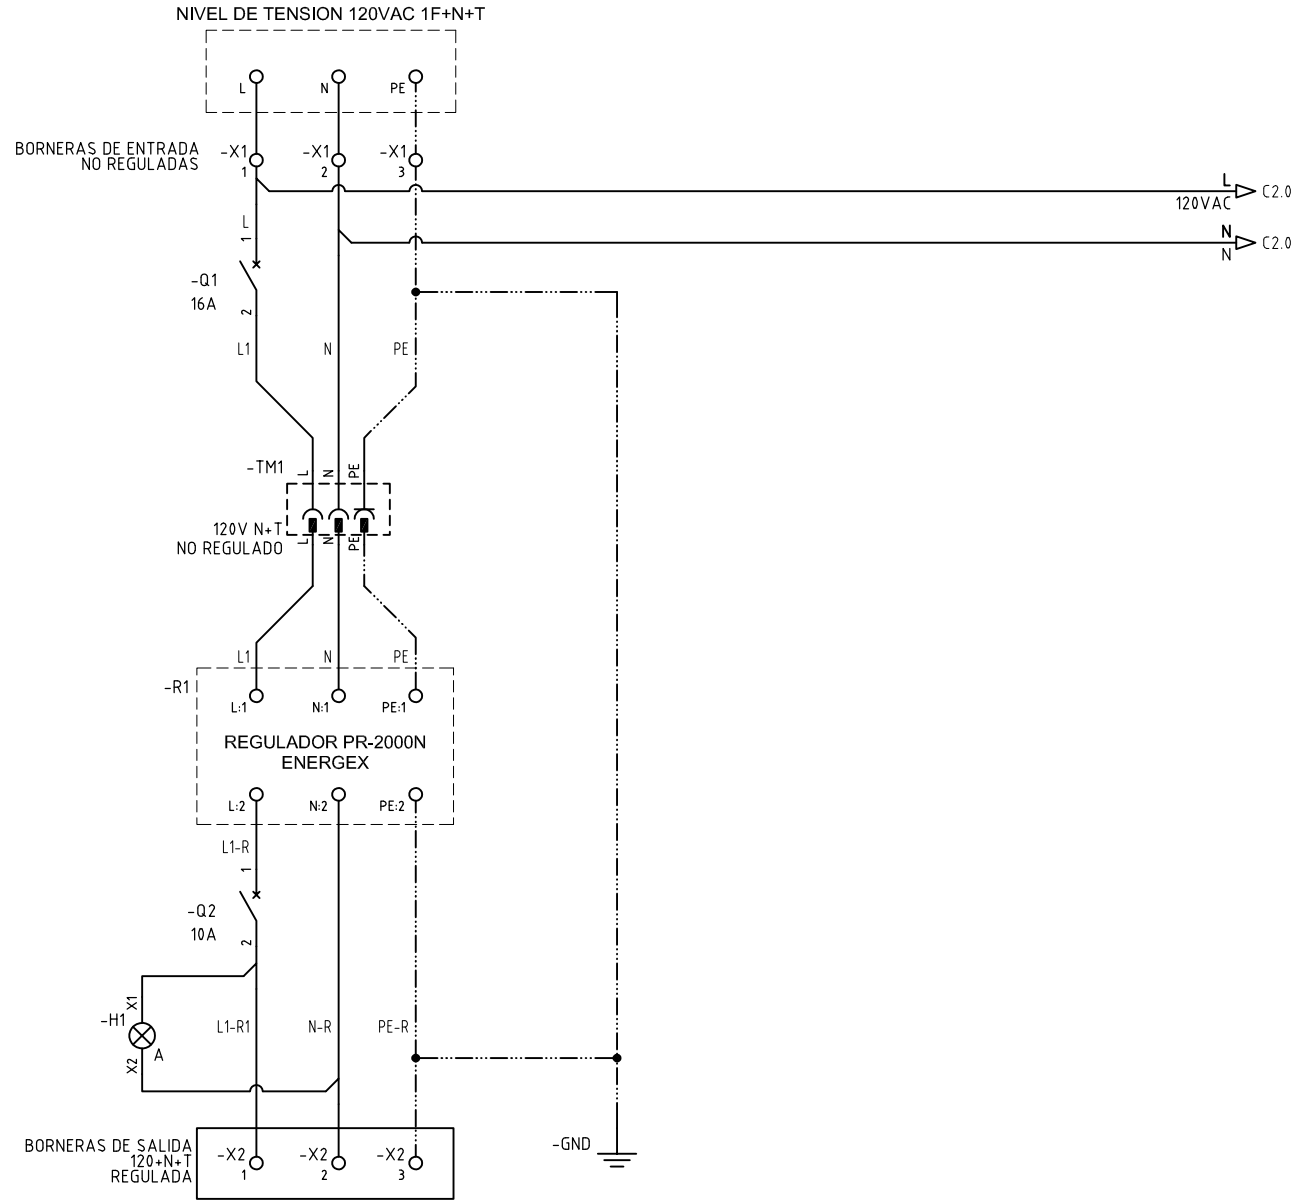 NIVEL DE TENSION 120VAC 1F+N+T
L
N
PE
BORNERAS DE ENTRADA
NO REGULADAS
-X1
1
-X1
2
-X1
3
L
120VAC
C2.0
N
N
C2.0
L
1
-Q1
16A
2
L1
N
PE
-TM1
L
N
PE
120V N+T
NO REGULADO
L
N
PE
L1
N
PE
-R1
L:1
N:1
PE:1
REGULADOR PR-2000N
ENERGEX
L:2
N:2
PE:2
L1-R
1
-Q2
10A
2
X1
-H1
A
X2
L1-R1
N-R
PE-R
BORNERAS DE SALIDA
120+N+T
REGULADA
-X2
1
-X2
2
-X2
3
-GND